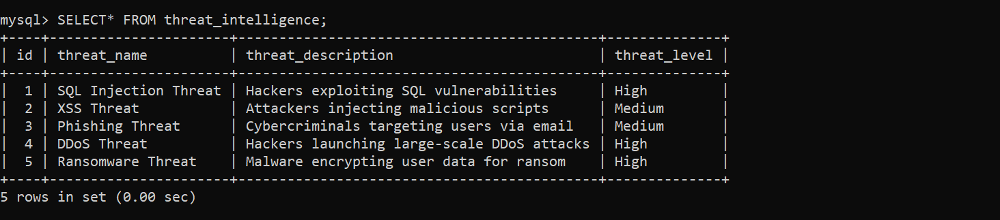 mysql> SELECT* FROM threat_intelligence;
+----+----------------------+--------------------------------------------+--------------+
| id | threat_name          | threat_description                         | threat_level |
+----+----------------------+--------------------------------------------+--------------+
|  1 | SQL Injection Threat | Hackers exploiting SQL vulnerabilities     | High         |
|  2 | XSS Threat           | Attackers injecting malicious scripts      | Medium       |
|  3 | Phishing Threat      | Cybercriminals targeting users via email   | Medium       |
|  4 | DDoS Threat          | Hackers launching large-scale DDoS attacks | High         |
|  5 | Ransomware Threat    | Malware encrypting user data for ransom    | High         |
+----+----------------------+--------------------------------------------+--------------+
5 rows in set (0.00 sec)